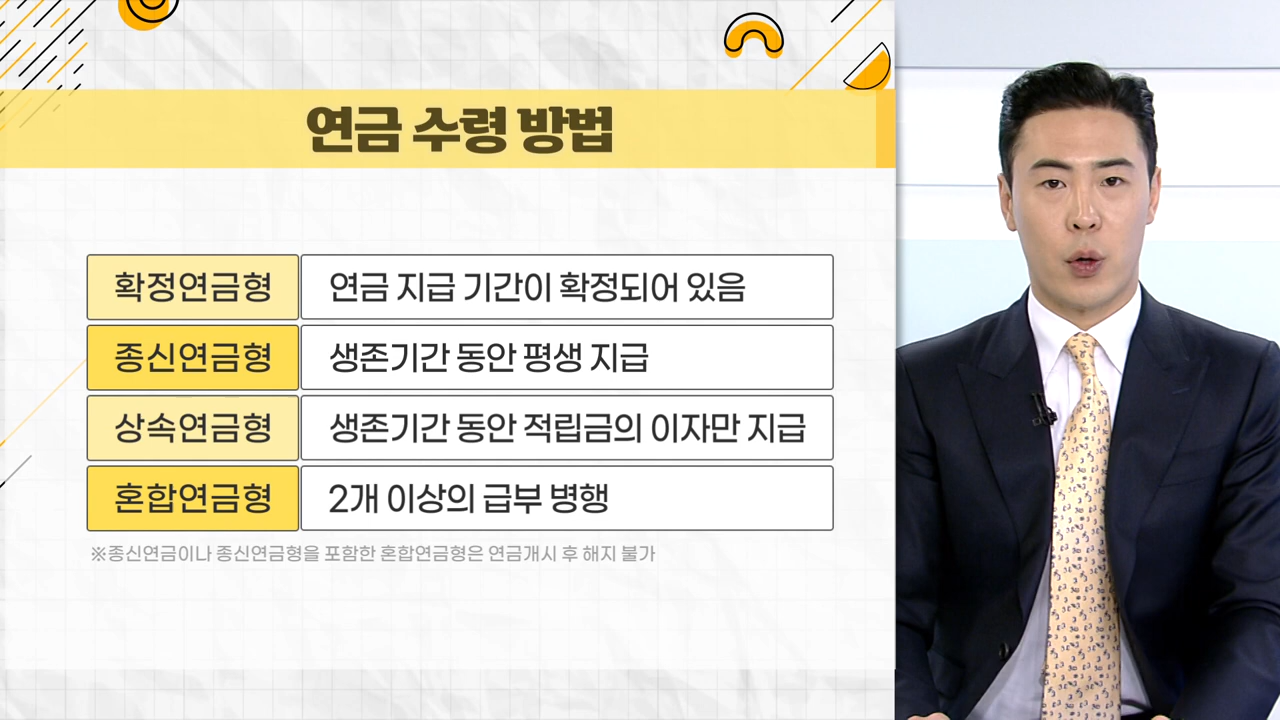 연금 수령 방법
확정연금형 연금 지급 기간이 확정되어 있음
종신연금형 생존기간 동안 평생 지급
상속연금형 생존기간 동안 적립금의 이자만 지급
혼합연금형 2개 이상의 급부 병행
※종신연금이나 종신연금형을 포함한 혼합연금형은 연금개시 후 해지 불가